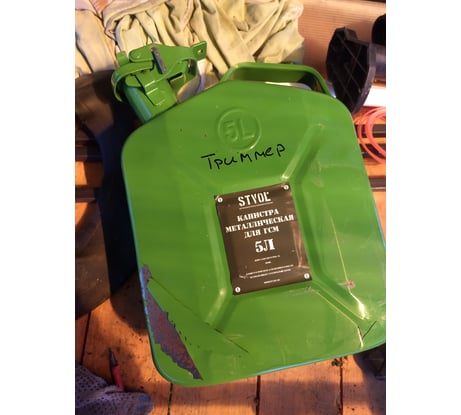 5L
Триммер
STVOL
КАНИСТРА
МЕТАЛЛИЧЕСКАЯ
ДЛЯ ГСМ
5Л